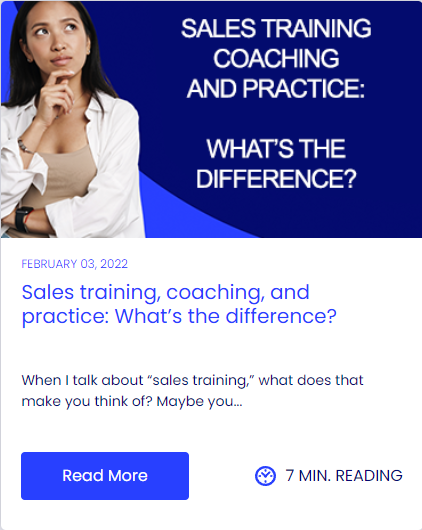 SALES TRAINING
COACHING
AND PRACTICE:
WHAT'S THE
DIFFERENCE?
FEBRUARY 03, 2022
Sales training, coaching, and
practice: What’s the difference?
When I talk about “sales training,” what does that
make you think of? Maybe you...
Read More
7 MIN. READING